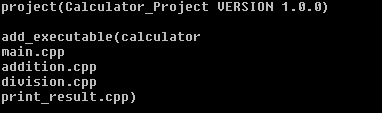 project(Calculator_Project VERSION 1.0.0)
add_executable(calculator
main.cpp
addition.cpp
division.cpp
print_result.cpp)